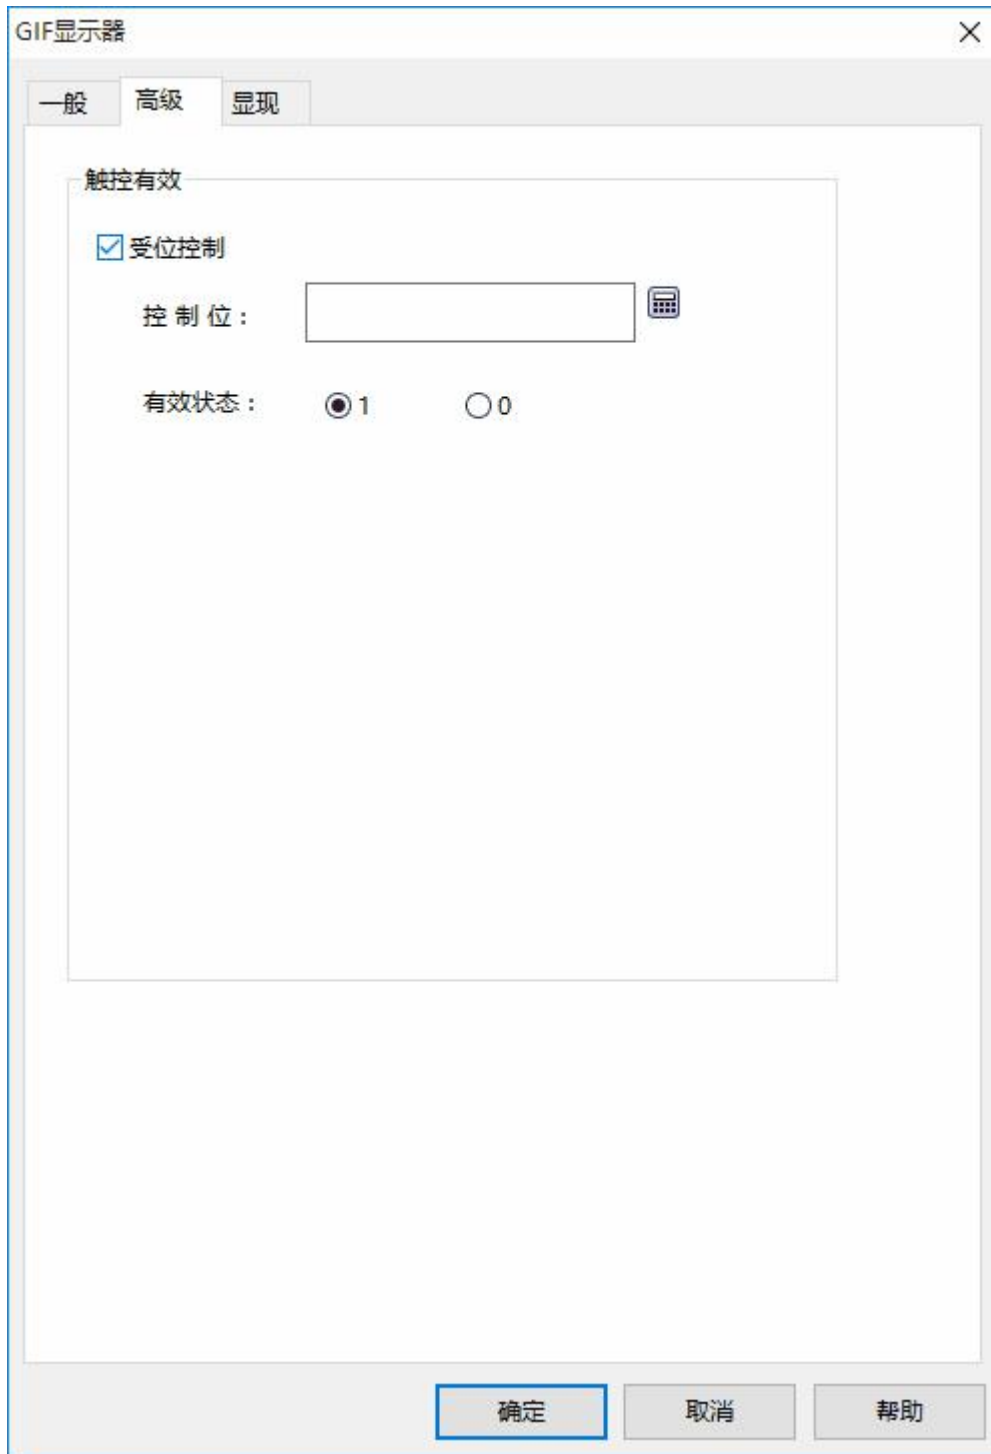 GIF显示器
一般 高级 显现
触控有效
受位控制
控 制 位：
有效状态： 1 0
确定 取消 帮助